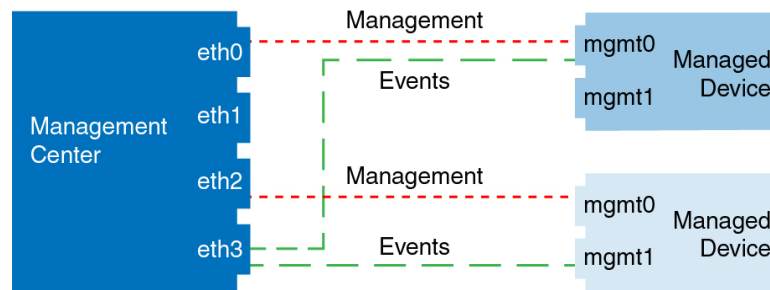 Management
eth0
mgmt0
Managed
Device
Events
mgmt1
eth1
Management
Center
eth2
Management
mgmt0
Managed
Device
eth3
Events
mgmt1